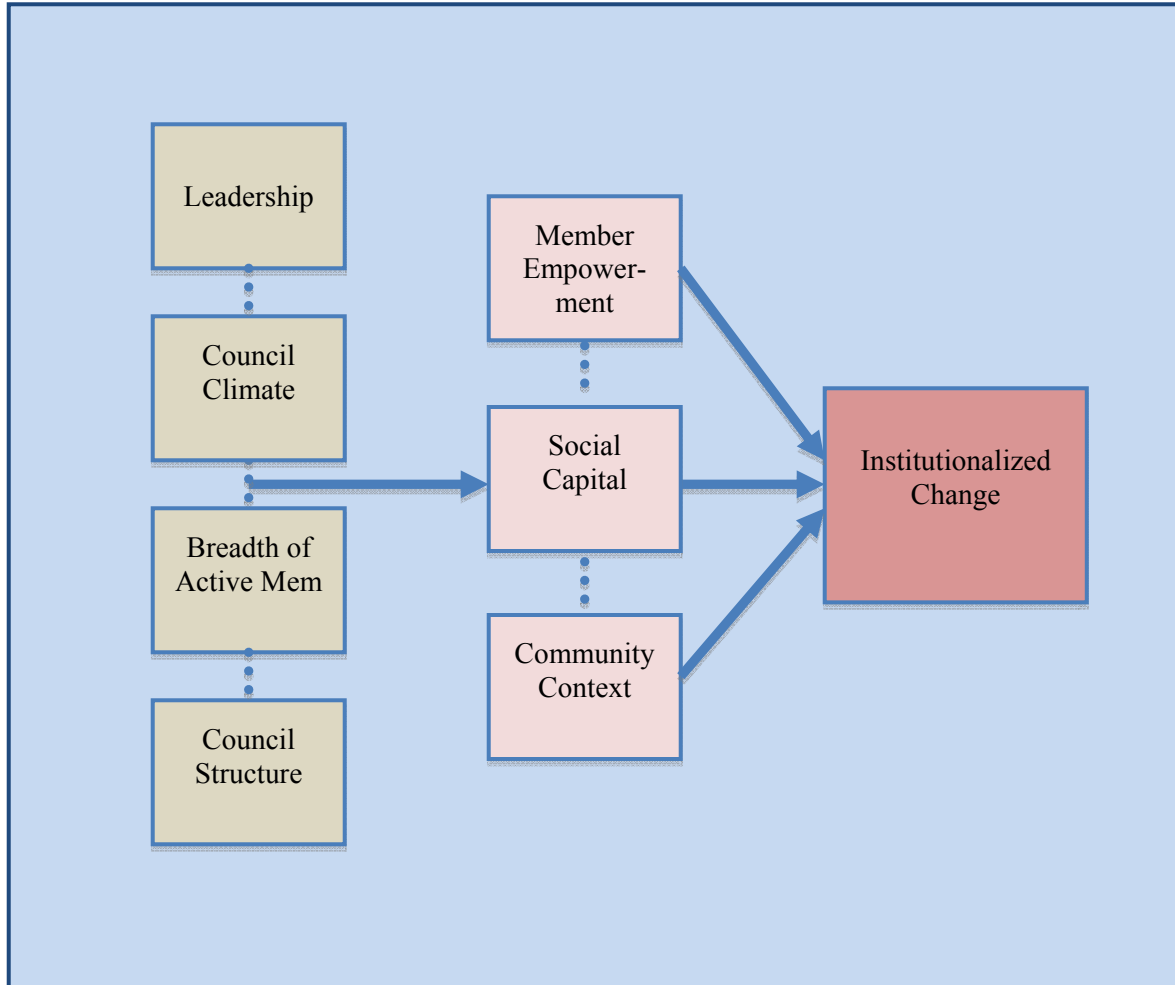 Leadership
Council
Climate
Breadth of
Active Mem
Council
Structure
Member
Empower-
ment
Social
Capital
Community
Context
Institutionalized
Change